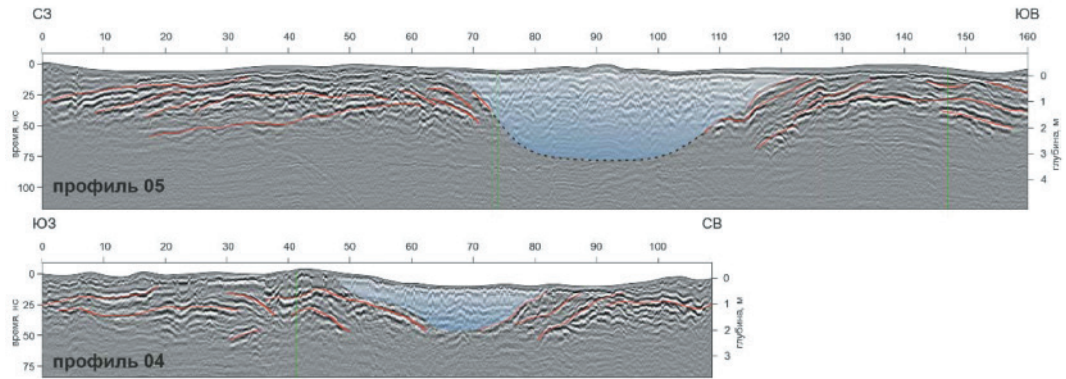 СЗ ЮВ
0 10 20 30 40 50 60 70 80 90 100 110 120 130 140 150 160
0 25 50 75 100
время, нс
0 1 2 3 4
глубина, м
профиль 05
ЮЗ СВ
0 10 20 30 40 50 60 70 80 90 100
0 25 50 75
время, нс
0 1 2 3
глубина, м
профиль 04